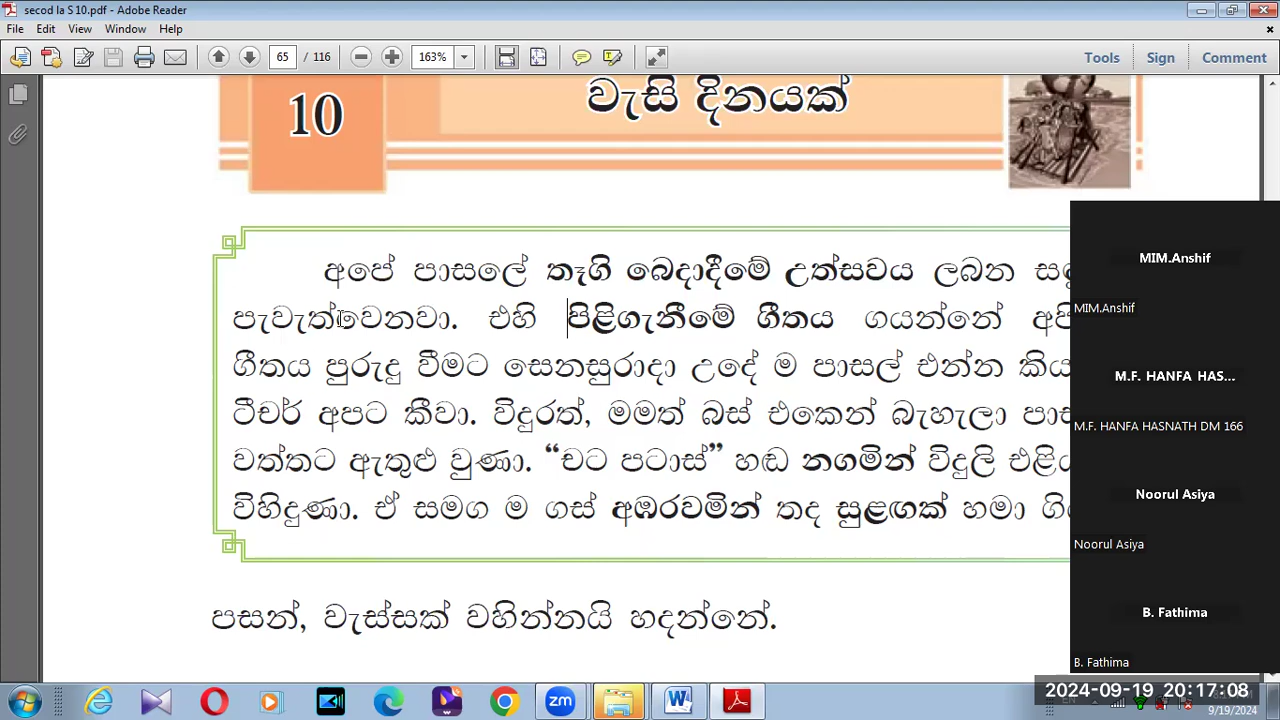 secod la S 10.pdf - Adobe Reader
File Edit View Window Help
65 / 116 163% Tools Sign Comment
10
වැසි දිනයක්
අපේ පාසලේ තෑගි බෙදාදීමේ උත්සවය ලබන
පැවැත්වෙනවා. එහි පිළිගැනීමේ ගීතය ගයන්නේ
ගීතය පුරුදු වීමට සෙනසුරාදා උදේ ම පාසල් එන්න
ටීචර් අපට කීවා. විදුරත්, මමත් බස් එකෙන් බැහැලා
වත්තට ඇතුළු වුණා. “චට පටාස්” හඬ නගමින් විදුලි
විහිදුණා. ඒ සමග ම ගස් අඹරවමින් තද සුළඟක් හමා
පසන්, වැස්සක් වහින්නයි හදන්නේ.
MIM.Anshif
MIM.Anshif
M.F. HANFA HAS...
M.F. HANFA HASNATH DM 166
Noorul Asiya
Noorul Asiya
B. Fathima
B. Fathima
zm
2024-09-19 20:17:08
9/19/2024